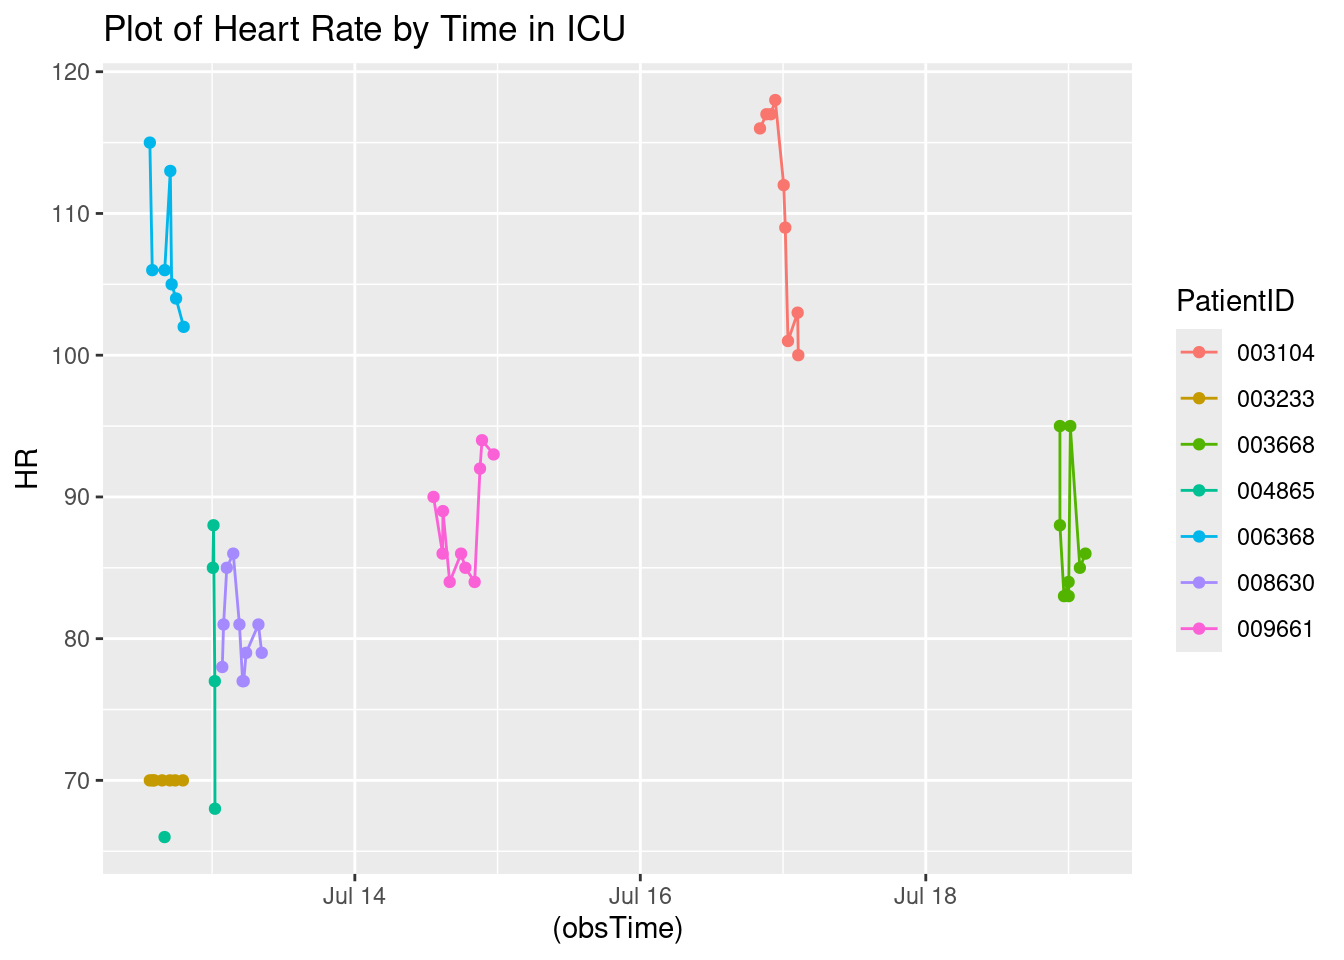 Plot of Heart Rate by Time in ICU
120
110
100
90
80
70
HR
Jul 14
Jul 16
Jul 18
(obsTime)
PatientID
003104
003233
003668
004865
006368
008630
009661